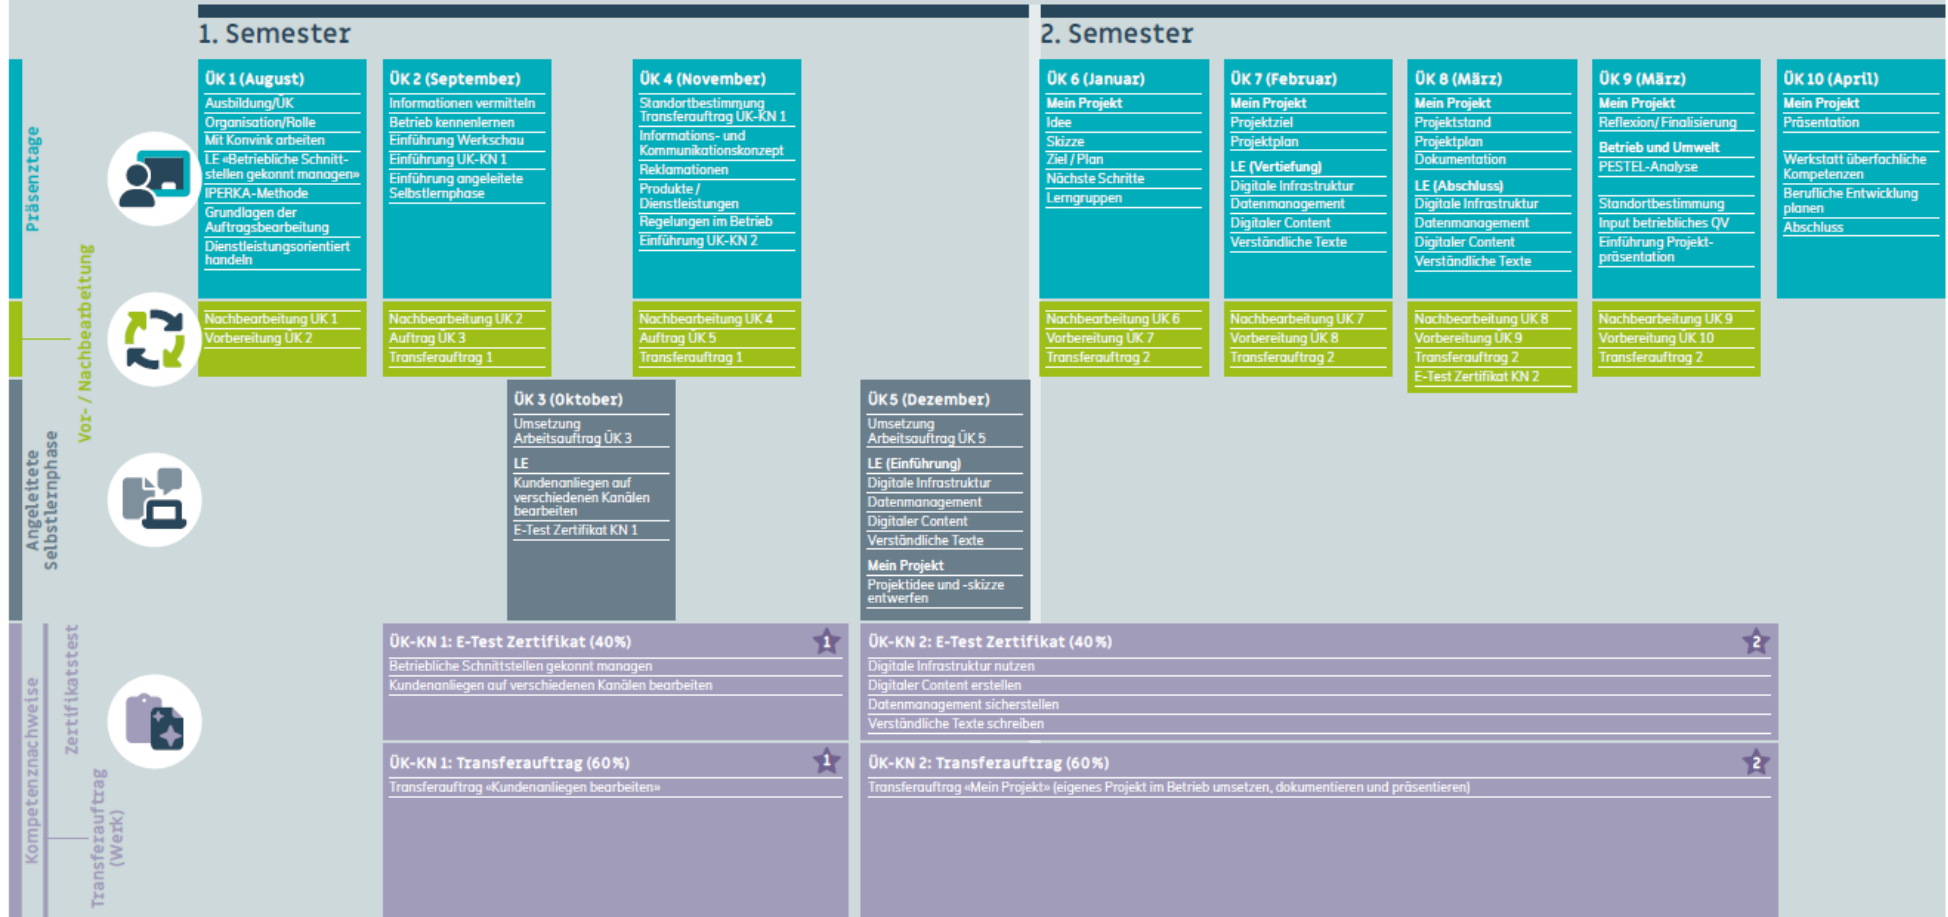 1. Semester
2. Semester
Präsenztage
ÜK 1 (August)
Ausbildung/ÜK
Organisation/Rolle
Mit Konvink arbeiten
LE «Betriebliche Schnitt-
stellen gekonnt managen»
IPERKA-Methode
Grundlagen der
Auftragsbearbeitung
Dienstleistungsorientiert
handeln
ÜK 2 (September)
Informationen vermitteln
Betrieb kennenlernen
Einführung Werkschau
Einführung ÜK-KN 1
Einführung angeleitete
Selbstlernphase
ÜK 4 (November)
Standortbestimmung
Transferauftrag ÜK-KN 1
Informations- und
Kommunikationskonzept
Reklamationen
Produkte /
Dienstleistungen
Regelungen im Betrieb
Einführung ÜK-KN 2
ÜK 6 (Januar)
Mein Projekt
Idee
Skizze
Ziel / Plan
Nächste Schritte
Lerngruppen
ÜK 7 (Februar)
Mein Projekt
Projektziel
Projektplan
LE (Vertiefung)
Digitale Infrastruktur
Datenmanagement
Digitaler Content
Verständliche Texte
ÜK 8 (März)
Mein Projekt
Projektstand
Projektplan
Dokumentation
LE (Abschluss)
Digitale Infrastruktur
Datenmanagement
Digitaler Content
Verständliche Texte
ÜK 9 (März)
Mein Projekt
Reflexion/ Finalisierung
Betrieb und Umwelt
PESTEL-Analyse
Standortbestimmung
Input betriebliches QV
Einführung Projekt-
präsentation
ÜK 10 (April)
Mein Projekt
Präsentation
Werkstatt überfachliche
Kompetenzen
Berufliche Entwicklung
planen
Abschluss
Vor- / Nachbearbeitung
Nachbearbeitung ÜK 1
Vorbereitung ÜK 2
Nachbearbeitung ÜK 2
Auftrag ÜK 3
Transferauftrag 1
Nachbearbeitung ÜK 4
Auftrag ÜK 5
Transferauftrag 1
Nachbearbeitung ÜK 6
Vorbereitung ÜK 7
Transferauftrag 2
Nachbearbeitung ÜK 7
Vorbereitung ÜK 8
Transferauftrag 2
Nachbearbeitung ÜK 8
Vorbereitung ÜK 9
Transferauftrag 2
E-Test Zertifikat KN 2
Nachbearbeitung ÜK 9
Vorbereitung ÜK 10
Transferauftrag 2
Angeleitete
Selbstlernphase
ÜK 3 (Oktober)
Umsetzung
Arbeitsauftrag ÜK 3
LE
Kundenanliegen auf
verschiedenen Kanälen
bearbeiten
E-Test Zertifikat KN 1
ÜK 5 (Dezember)
Umsetzung
Arbeitsauftrag ÜK 5
LE (Einführung)
Digitale Infrastruktur
Datenmanagement
Digitaler Content
Verständliche Texte
Mein Projekt
Projektidee und -skizze
entwerfen
Kompetenznachweise
Zertifikatstest
ÜK-KN 1: E-Test Zertifikat (40%)
1
Betriebliche Schnittstellen gekonnt managen
Kundenanliegen auf verschiedenen Kanälen bearbeiten
ÜK-KN 2: E-Test Zertifikat (40%)
2
Digitale Infrastruktur nutzen
Digitaler Content erstellen
Datenmanagement sicherstellen
Verständliche Texte schreiben
Transferauftrag
(Werk)
ÜK-KN 1: Transferauftrag (60%)
1
Transferauftrag «Kundenanliegen bearbeiten»
ÜK-KN 2: Transferauftrag (60%)
2
Transferauftrag «Mein Projekt» (eigenes Projekt im Betrieb umsetzen, dokumentieren und präsentieren)